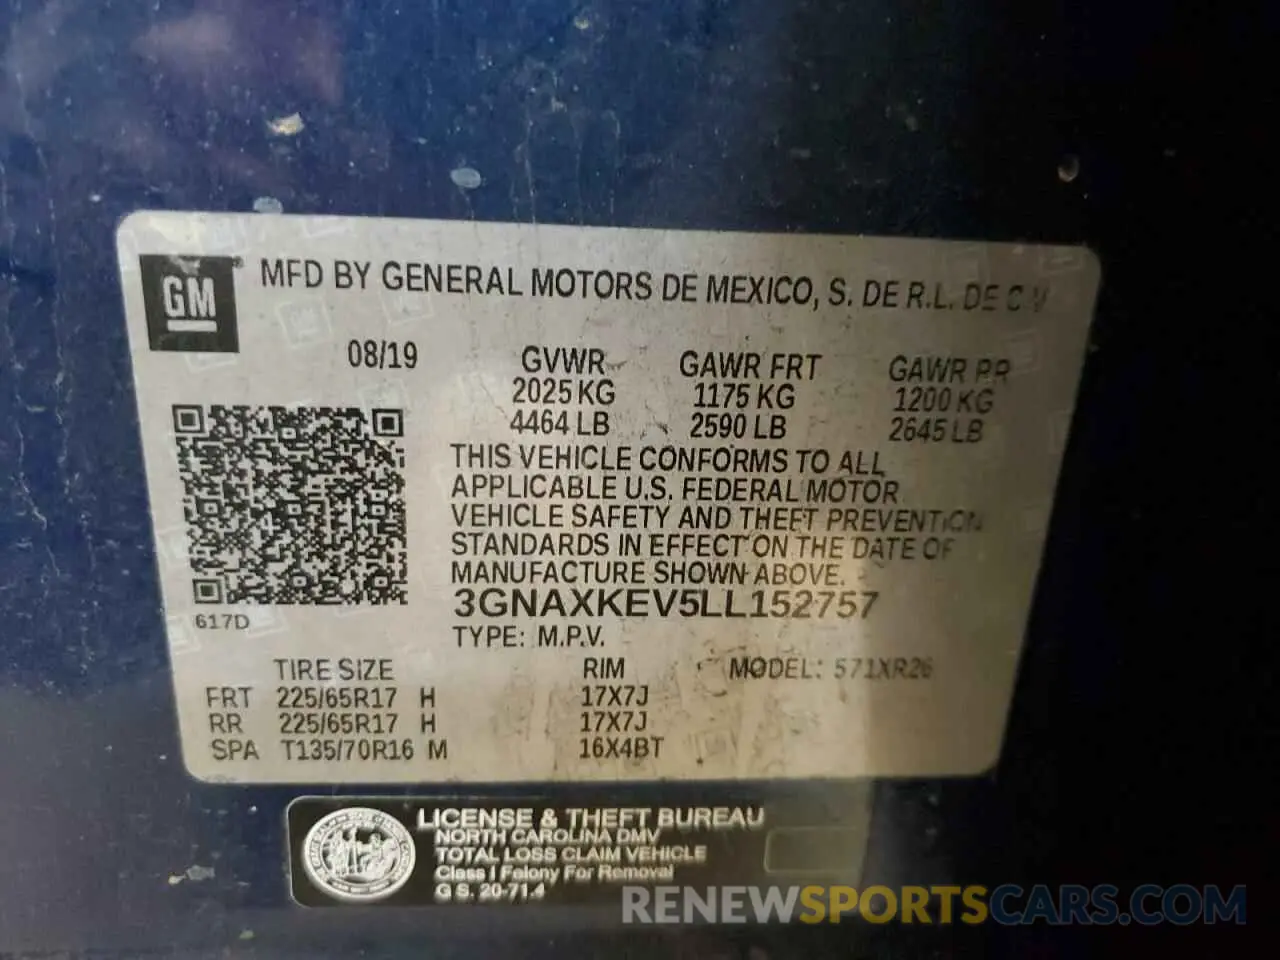 GM
MFD BY GENERAL MOTORS DE MEXICO, S. DE R.L. DE C.V
08/19
GVWR GAWR FRT GAWR RR
2025 KG 1175 KG 1200 KG
4464 LB 2590 LB 2645 LB
THIS VEHICLE CONFORMS TO ALL
APPLICABLE U.S. FEDERAL MOTOR
VEHICLE SAFETY AND THEFT PREVENTION
STANDARDS IN EFFECT ON THE DATE OF
MANUFACTURE SHOWN ABOVE.
3GNAXKEV5LL152757
617D
TYPE: M.P.V.
TIRE SIZE RIM MODEL: 571XR26
FRT 225/65R17 H 17X7J
RR 225/65R17 H 17X7J
SPA T135/70R16 M 16X4BT
LICENSE & THEFT BUREAU
NORTH CAROLINA DMV
TOTAL LOSS CLAIM VEHICLE
Class I Felony For Removal
G.S. 20-71.4
RENEWSPORTSCARS.COM